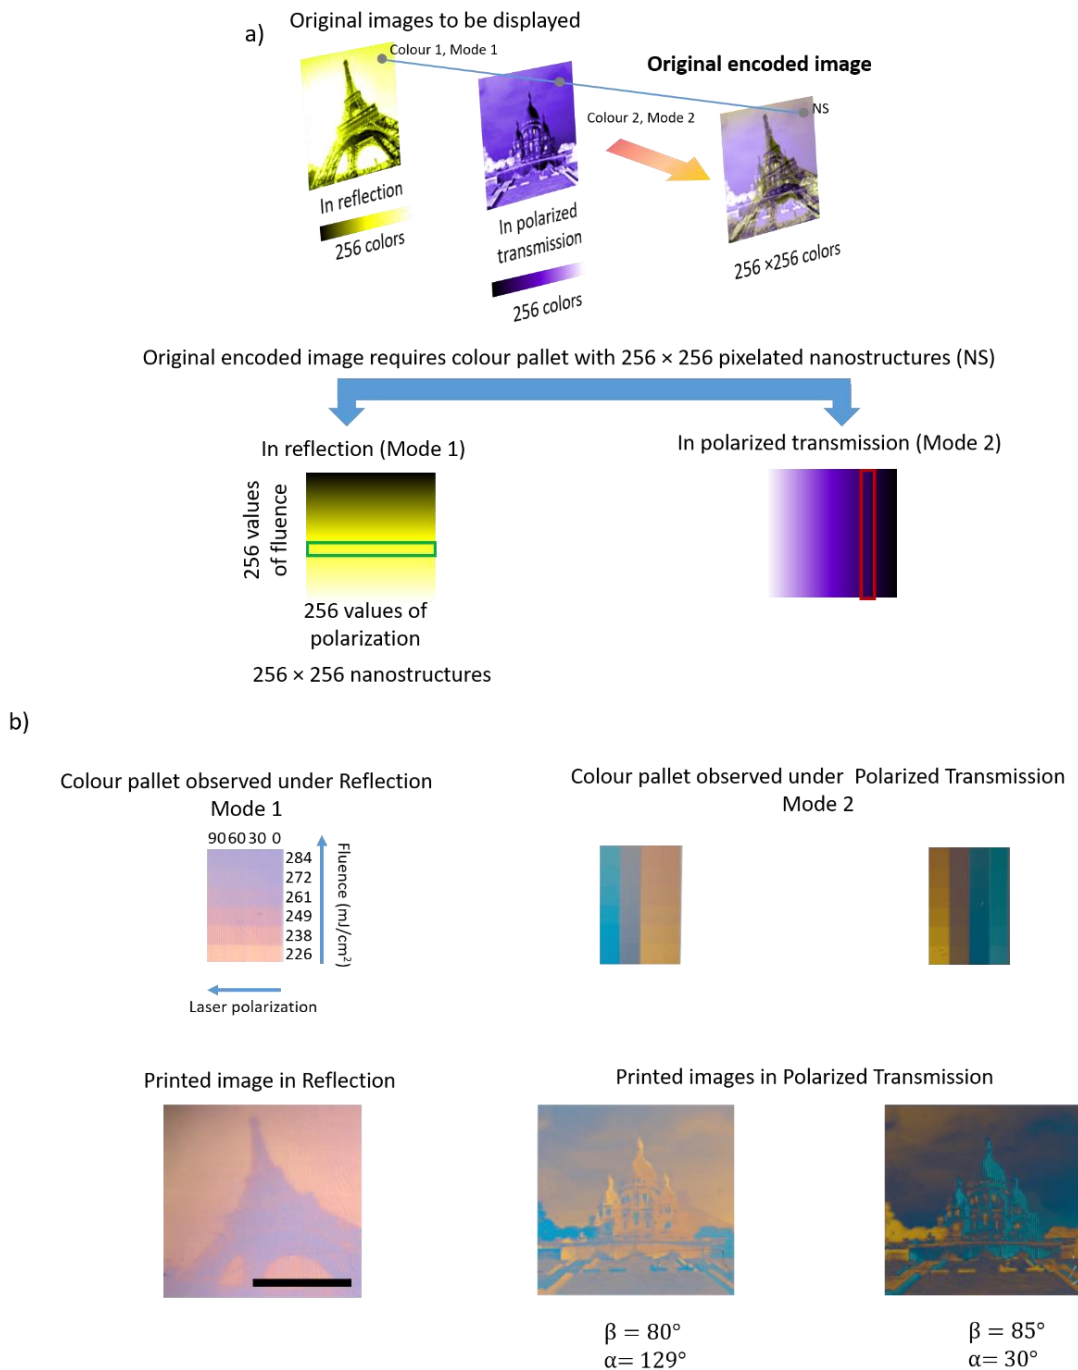 a)
Original images to be displayed
Colour 1, Mode 1
Original encoded image
NS
Colour 2, Mode 2
In reflection
256 colors
In polarized
transmission
256 colors
256 ×256 colors
Original encoded image requires colour pallet with 256 × 256 pixelated nanostructures (NS)
In reflection (Mode 1)
In polarized transmission (Mode 2)
256 values
of fluence
256 values of
polarization
256 × 256 nanostructures
b)
Colour pallet observed under Reflection
Mode 1
Colour pallet observed under Polarized Transmission
Mode 2
90 60 30 0
284
272
261
249
238
226
Fluence (mJ/cm²)
Laser polarization
Printed image in Reflection
Printed images in Polarized Transmission
β = 80°
α= 129°
β = 85°
α= 30°